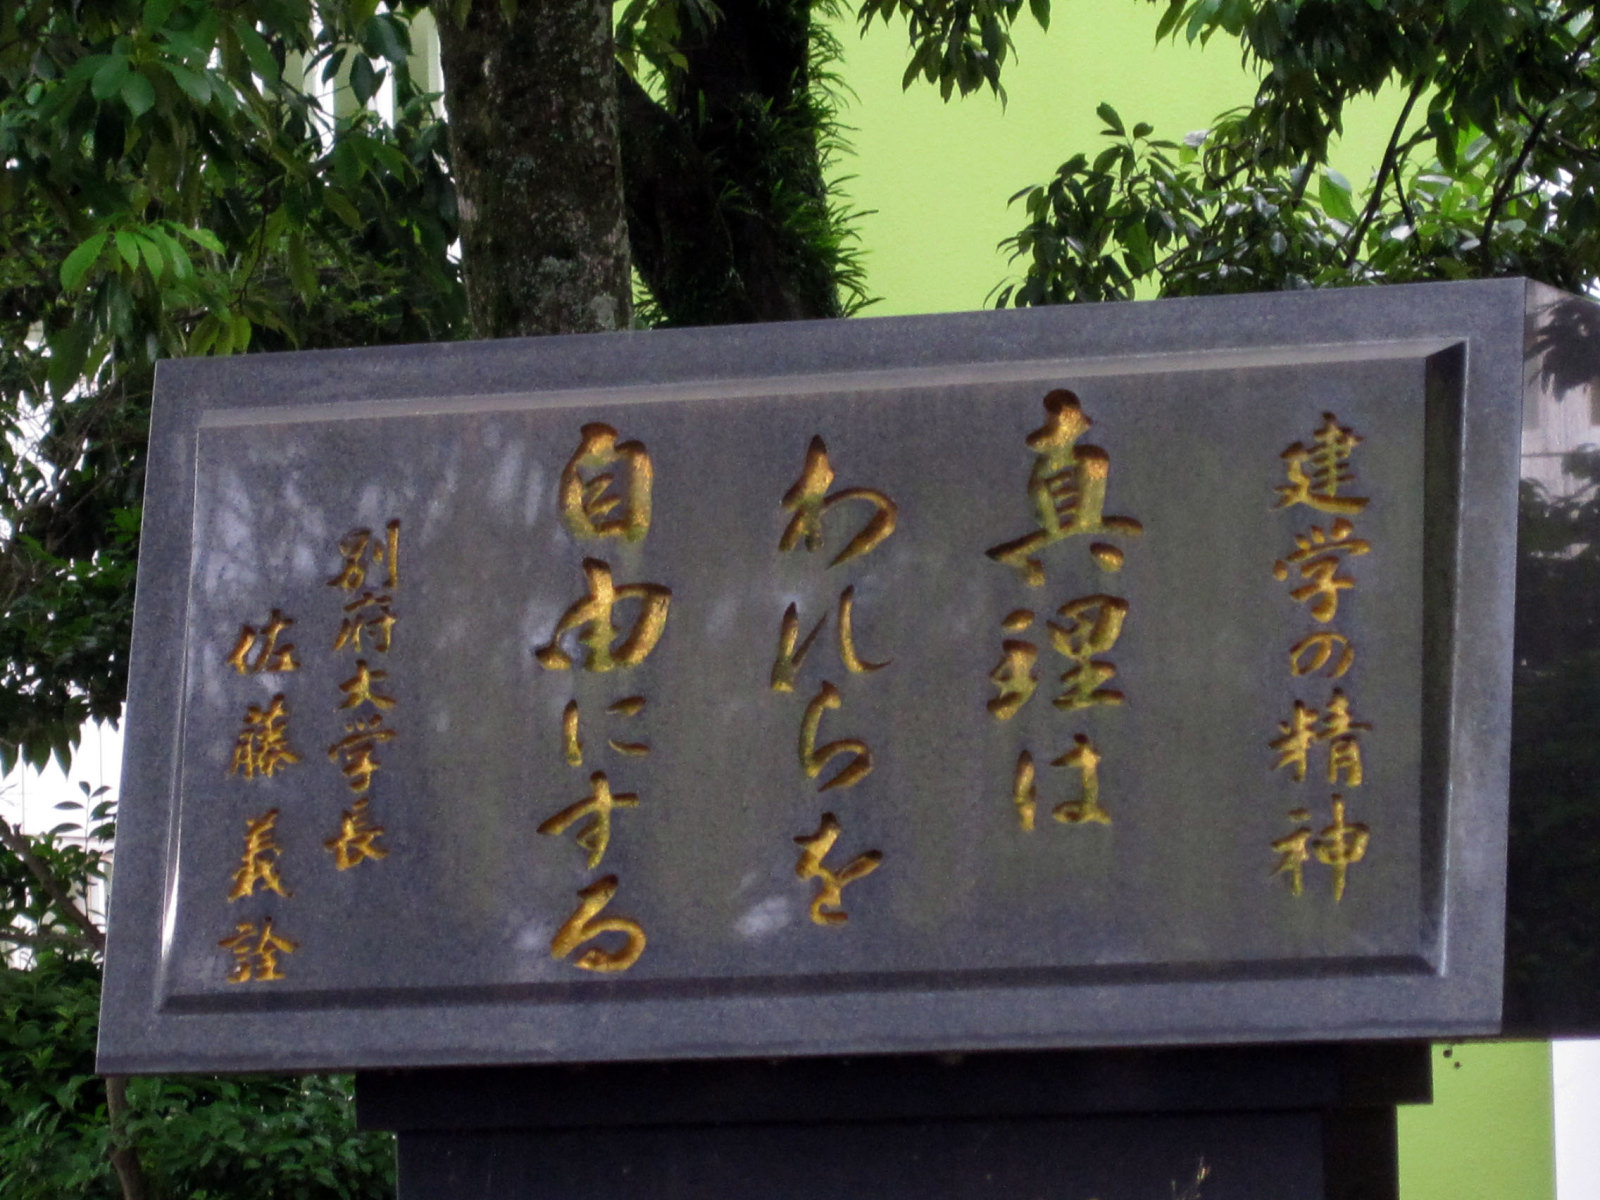 建学の精神
真理は
われらを
自由にする
別府大学長
佐藤義詮